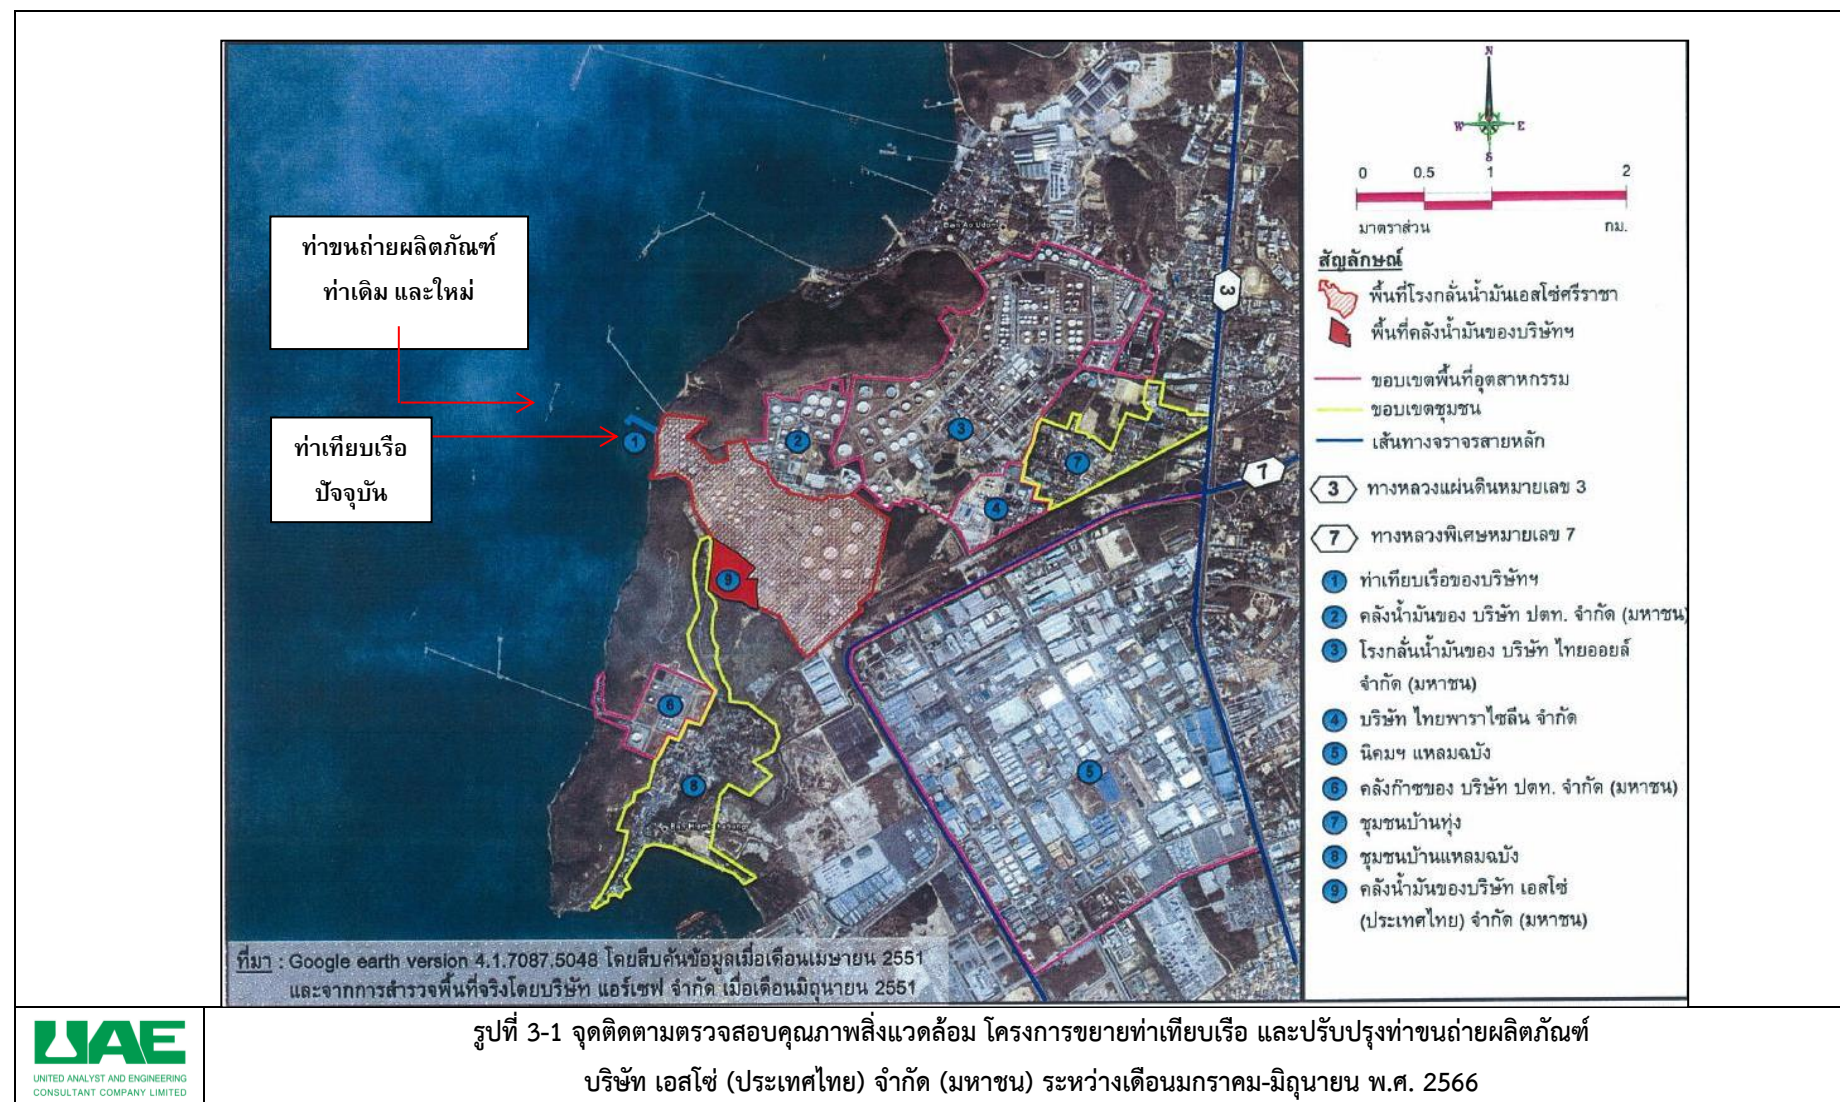 N
W E
S
0 0.5 1 2
มาตราส่วน กม.
สัญลักษณ์
พื้นที่โรงกลั่นน้ำมันเอสโซ่ศรีราชา
พื้นที่คลังน้ำมันของบริษัทฯ
ขอบเขตพื้นที่อุตสาหกรรม
ขอบเขตชุมชน
เส้นทางจราจรสายหลัก
3 ทางหลวงแผ่นดินหมายเลข 3
7 ทางหลวงพิเศษหมายเลข 7
1 ท่าเทียบเรือของบริษัทฯ
2 คลังน้ำมันของ บริษัท ปตท. จำกัด (มหาชน)
3 โรงกลั่นน้ำมันของ บริษัท ไทยออยล์
จำกัด (มหาชน)
4 บริษัท ไทยพาราไซลีน จำกัด
5 นิคมฯ แหลมฉบัง
6 คลังก๊าซของ บริษัท ปตท. จำกัด (มหาชน)
7 ชุมชนบ้านทุ่ง
8 ชุมชนบ้านแหลมฉบัง
9 คลังน้ำมันของบริษัท เอสโซ่
(ประเทศไทย) จำกัด (มหาชน)
ท่าขนถ่ายผลิตภัณฑ์
ท่าเดิม และใหม่
ท่าเทียบเรือ
ปัจจุบัน
Ban Ao Udom
3
7
1
2
3
4
5
6
7
8
9
ที่มา : Google earth version 4.1.7087.5048 โดยสืบค้นข้อมูลเมื่อเดือนเมษายน 2551
และจากการสำรวจพื้นที่จริงโดยบริษัท แอร์เซฟ จำกัด เมื่อเดือนมิถุนายน 2551
UAE
UNITED ANALYST AND ENGINEERING
CONSULTANT COMPANY LIMITED
รูปที่ 3-1 จุดติดตามตรวจสอบคุณภาพสิ่งแวดล้อม โครงการขยายท่าเทียบเรือ และปรับปรุงท่าขนถ่ายผลิตภัณฑ์
บริษัท เอสโซ่ (ประเทศไทย) จำกัด (มหาชน) ระหว่างเดือนมกราคม-มิถุนายน พ.ศ. 2566